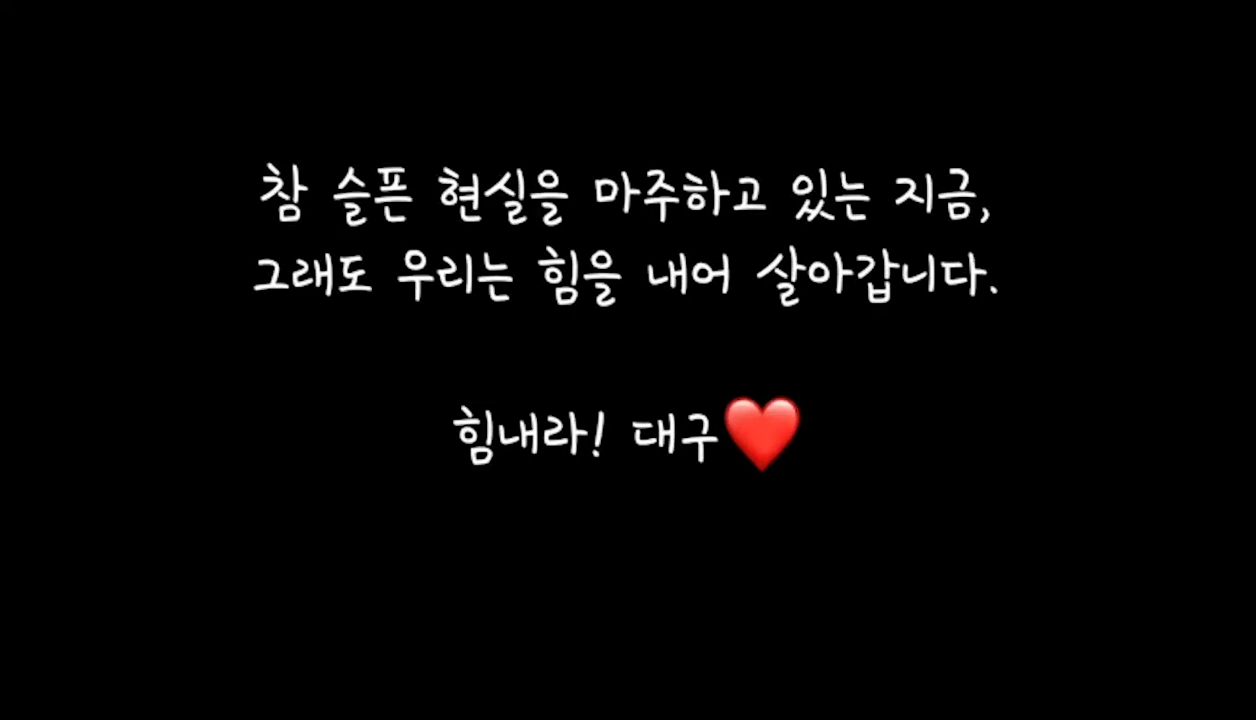 참 슬픈 현실을 마주하고 있는 지금,
그래도 우리는 힘을 내어 살아갑니다.
힘내라! 대구❤️